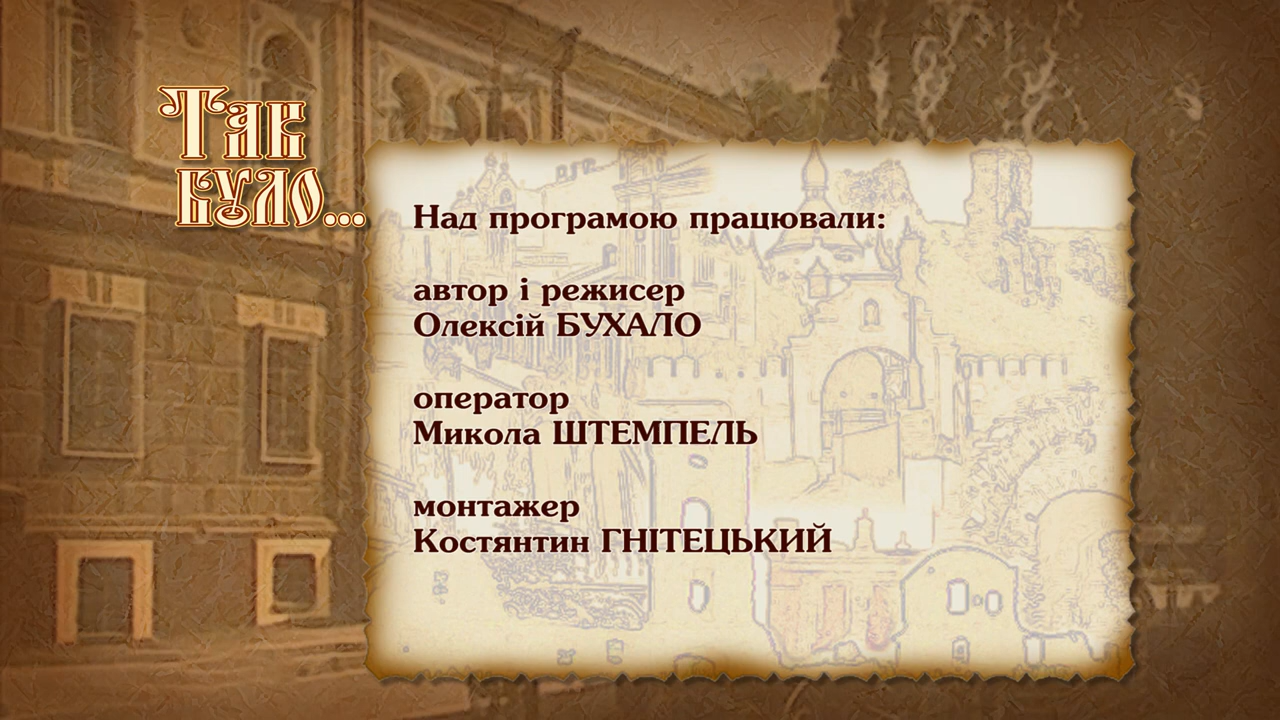 Так
було...
Над програмою працювали:
автор і режисер
Олексій БУХАЛО
оператор
Микола ШТЕМПЕЛЬ
монтажер
Костянтин ГНІТЕЦЬКИЙ